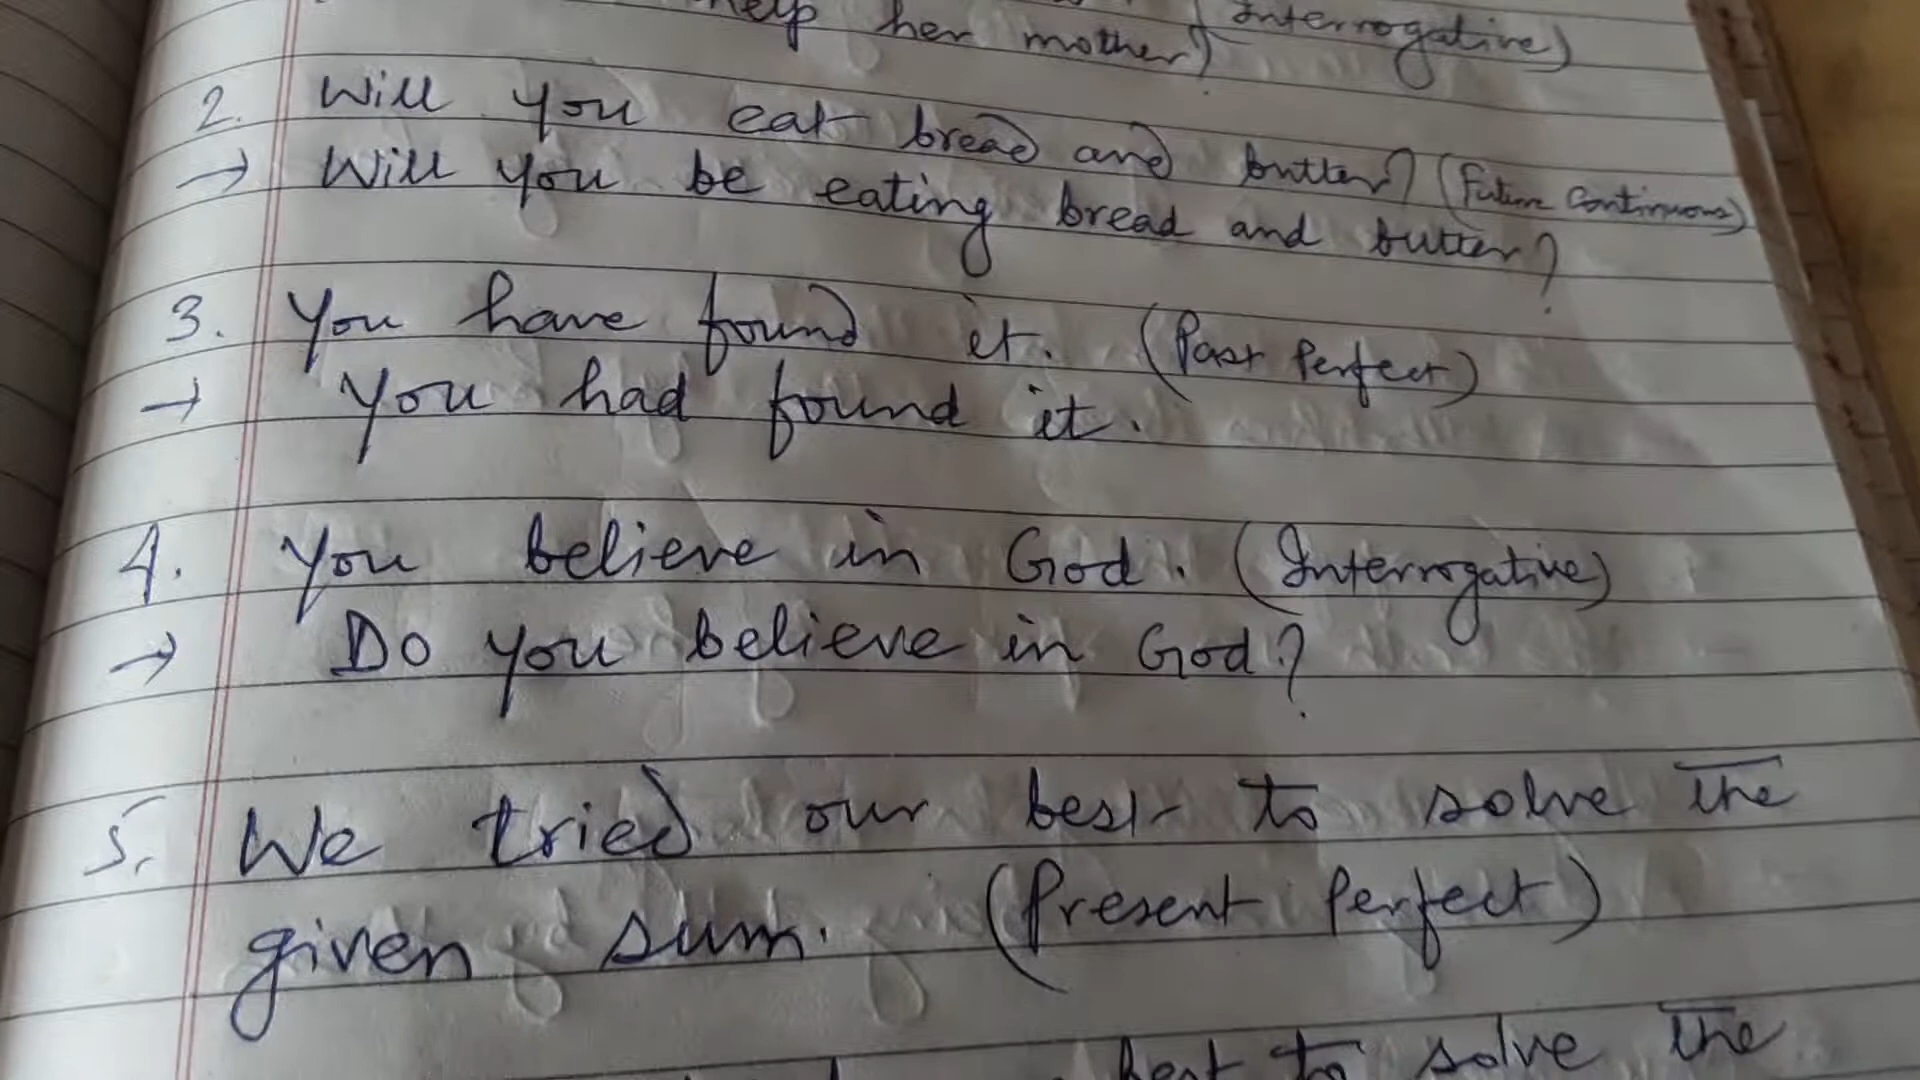 help her mother) (Interrogative)
2. Will you eat bread and butter? (Future Continuous)
→ Will you be eating bread and butter?
3. You have found it. (Past Perfect)
→ You had found it.
4. You believe in God. (Interrogative)
→ Do you believe in God?
5. We tried our best to solve the
given sum. (Present Perfect)
best to solve the